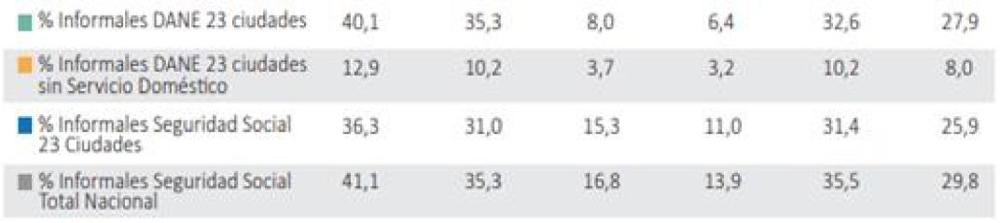 % Informales DANE 23 ciudades 40,1 35,3 8,0 6,4 32,6 27,9
% Informales DANE 23 ciudades 12,9 10,2 3,7 3,2 10,2 8,0
sin Servicio Doméstico
% Informales Seguridad Social 36,3 31,0 15,3 11,0 31,4 25,9
23 Ciudades
% Informales Seguridad Social 41,1 35,3 16,8 13,9 35,5 29,8
Total Nacional